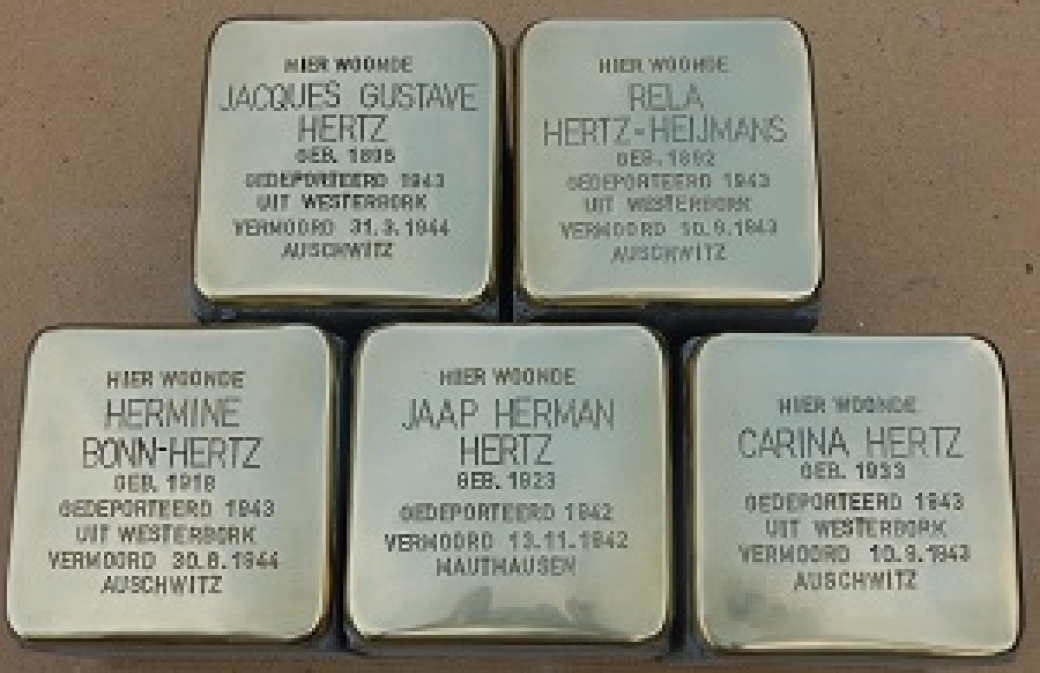 HIER WOONDE
JACQUES GUSTAVE
HERTZ
GEB. 1895
GEDEPORTEERD 1943
UIT WESTERBORK
VERMOORD 31.3.1944
AUSCHWITZ
HIER WOONDE
RELA
HERTZ-HEIJMANS
GEB. 1892
GEDEPORTEERD 1943
UIT WESTERBORK
VERMOORD 10.9.1943
AUSCHWITZ
HIER WOONDE
HERMINE
BONN-HERTZ
GEB. 1918
GEDEPORTEERD 1943
UIT WESTERBORK
VERMOORD
AUSCHWITZ
HIER WOONDE
JAAP HERMAN
HERTZ
GEB. 1923
GEDEPORTEERD 1942
VERMOORD 13.11.1942
MAUTHAUSEN
HIER WOONDE
CARINA HERTZ
GEB. 1933
GEDEPORTEERD 1943
UIT WESTERBORK
VERMOORD 10.9.1943
AUSCHWITZ